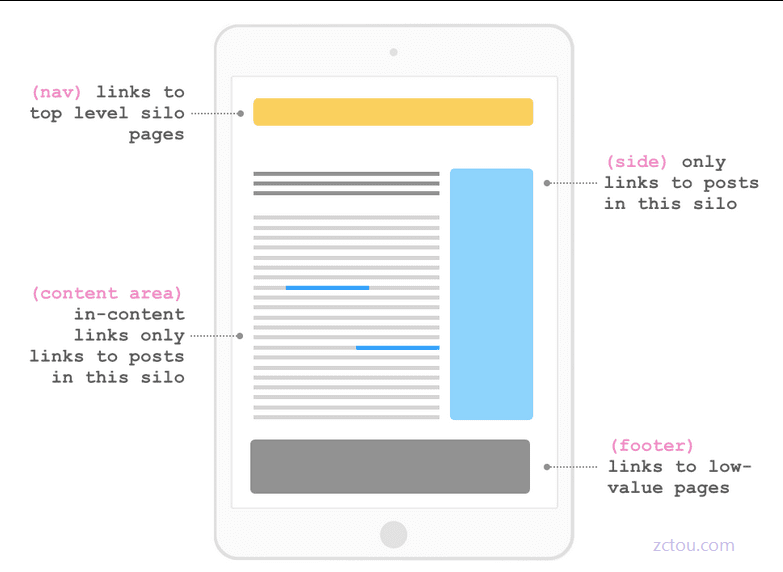 (nav) links to
top level silo
pages
(side) only
links to posts
in this silo
(content area)
in-content
links only
links to posts
in this silo
(footer)
links to low-
value pages
zctou.com